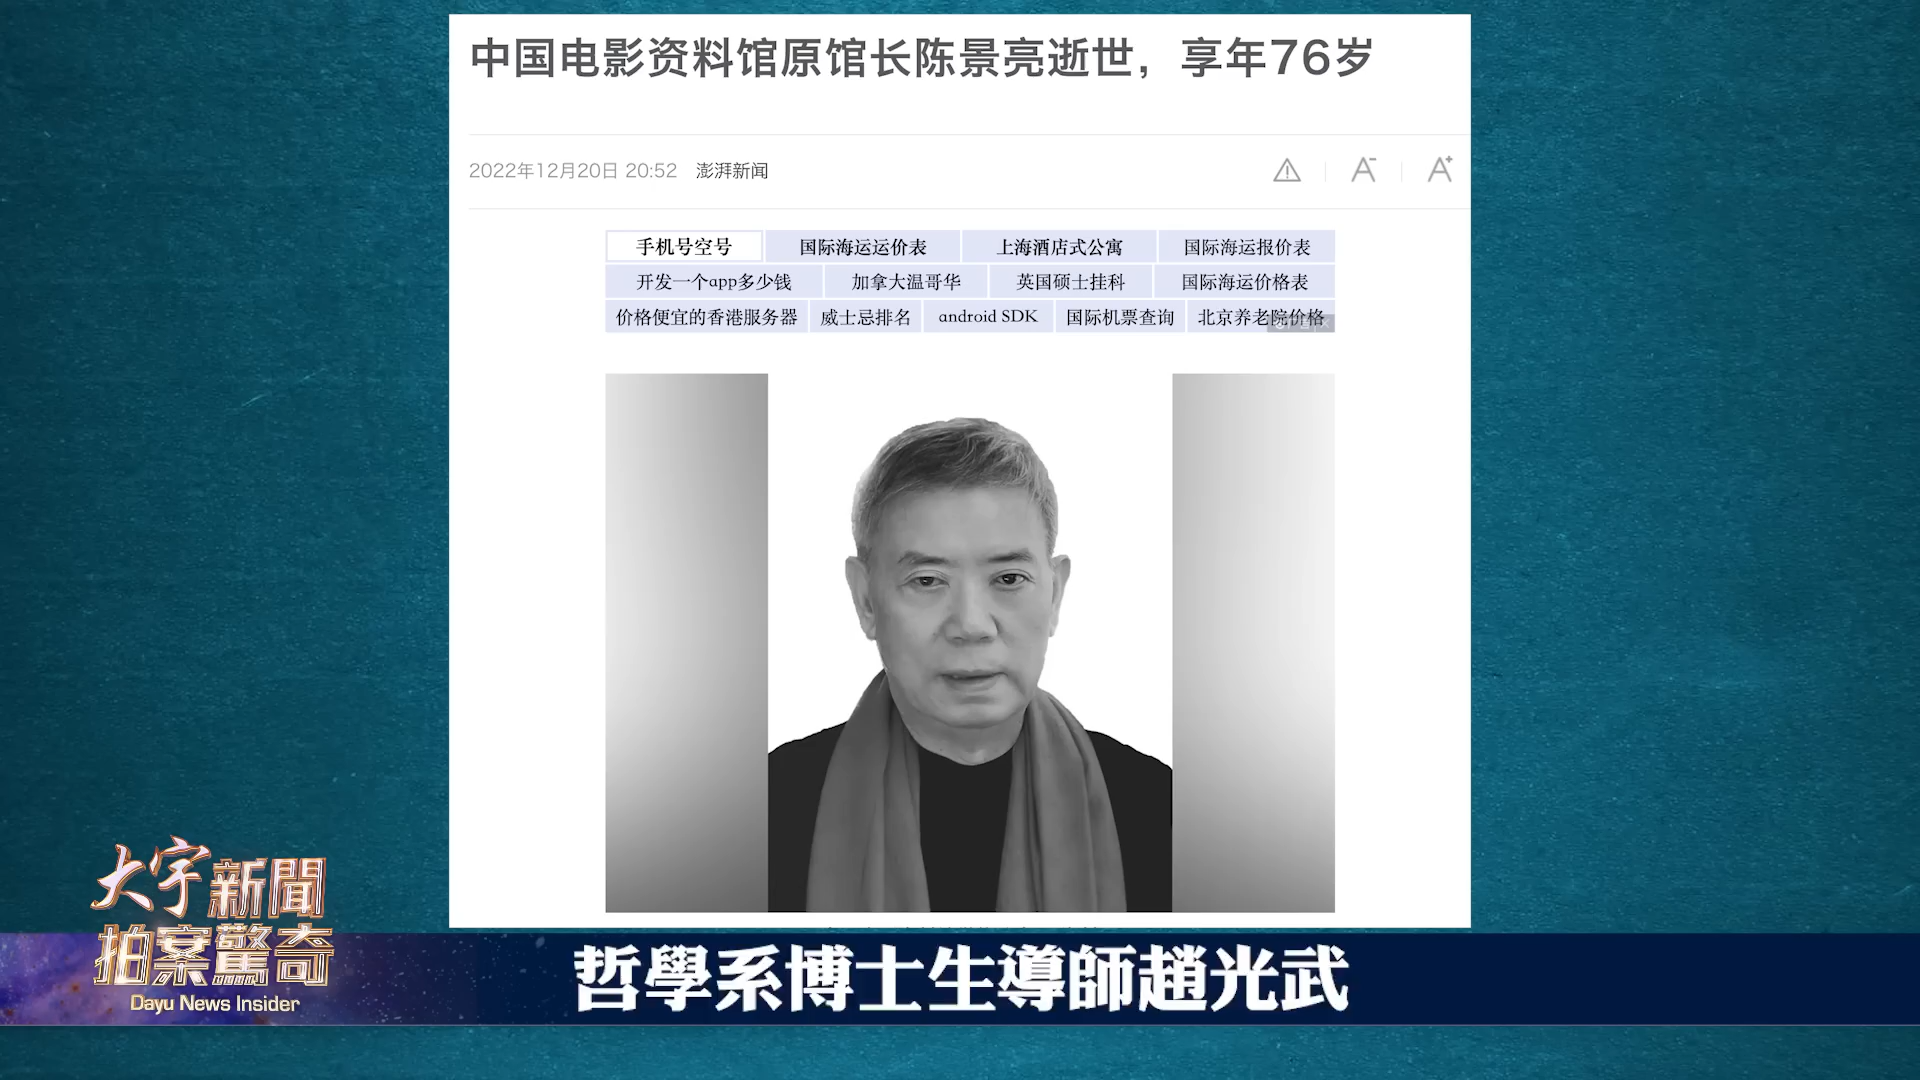 中国电影资料馆原馆长陈景亮逝世，享年76岁
2022年12月20日 20:52 澎湃新闻
A- A+
手机号空号 国际海运运价表 上海酒店式公寓 国际海运报价表
开发一个app多少钱 加拿大温哥华 英国硕士挂科 国际海运价格表
价格便宜的香港服务器 威士忌排名 android SDK 国际机票查询 北京养老院价格
大宇新聞
拍案驚奇
Dayu News Insider
哲學系博士生導師趙光武